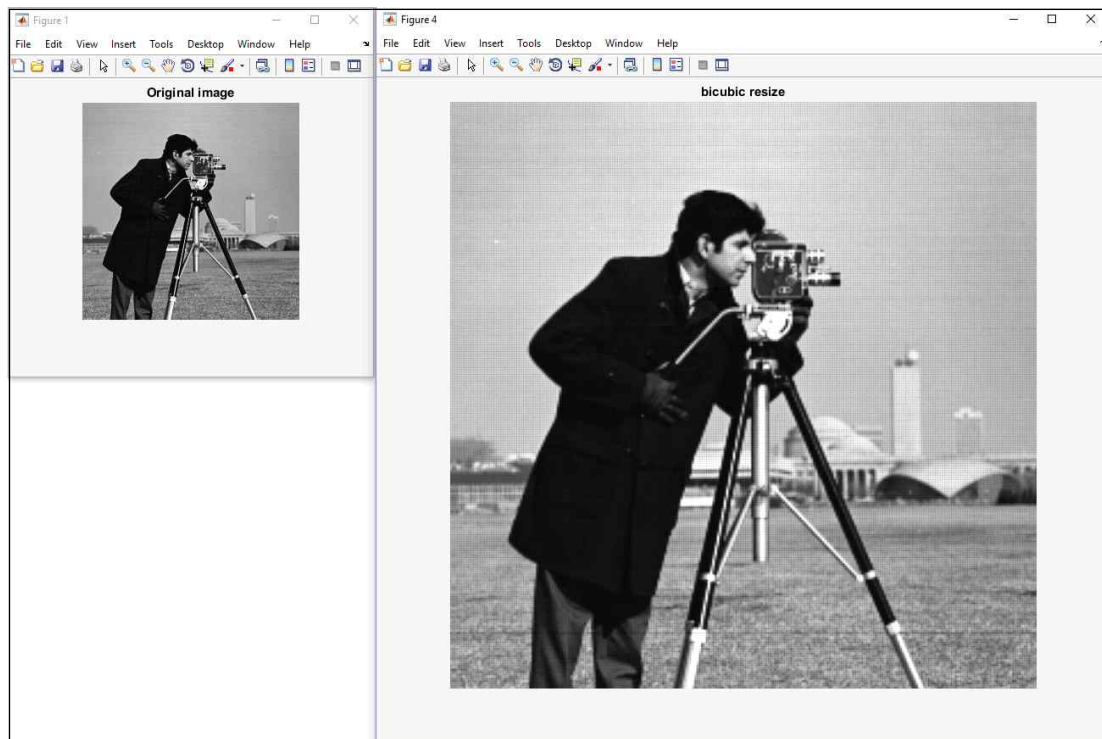 Figure 1
File Edit View Insert Tools Desktop Window Help
Original image
Figure 4
File Edit View Insert Tools Desktop Window Help
bicubic resize